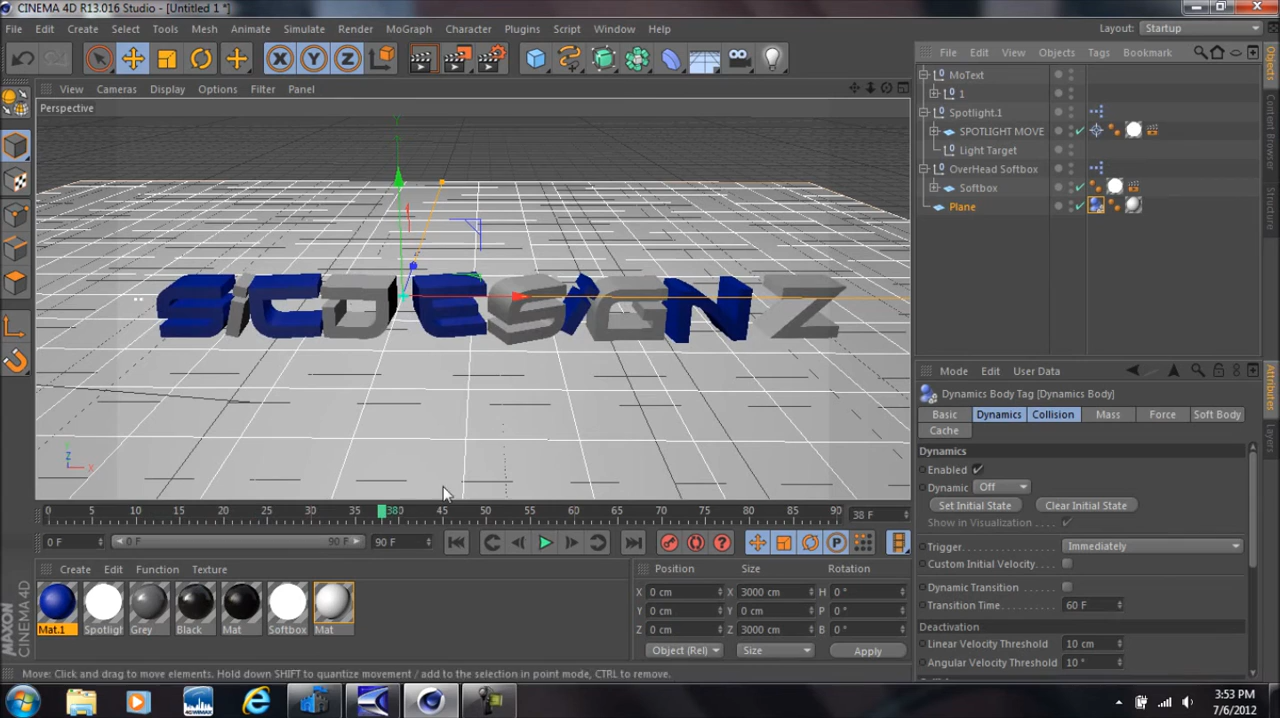 CINEMA 4D R13.016 Studio - [Untitled 1 *]
File Edit Create Select Tools Mesh Animate Simulate Render MoGraph Character Plugins Script Window Help
Layout: Startup
X Y Z
File Edit View Objects Tags Bookmark
View Cameras Display Options Filter Panel
Perspective
MoText
1
Spotlight.1
SPOTLIGHT MOVE
Light Target
OverHead Softbox
Softbox
Plane
Objects
Content Browser
Structure
Y
SiCDESIGNZ
Y
Z X
Mode Edit User Data
Dynamics Body Tag [Dynamics Body]
Basic Dynamics Collision Mass Force Soft Body
Cache
Dynamics
Enabled
Dynamic Off
Set Initial State Clear Initial State
Show in Visualization
Trigger Immediately
Custom Initial Velocity
Dynamic Transition
Transition Time 60 F
Deactivation
Linear Velocity Threshold 10 cm
Angular Velocity Threshold 10 °
Attributes
Layers
0 5 10 15 20 25 30 35 380 45 50 55 60 65 70 75 80 85 90 38 F
0 F 0 F 90 F 90 F
P
Create Edit Function Texture
Mat.1 Spotligh Grey Black Mat Softbox Mat
MAXON CINEMA 4D
Position Size Rotation
X 0 cm X 3000 cm H 0 °
Y 0 cm Y 0 cm P 0 °
Z 0 cm Z 3000 cm B 0 °
Object (Rel) Size Apply
Move: Click and drag to move elements. Hold down SHIFT to quantize movement / add to the selection in point mode, CTRL to remove.
4GWIMAX
3:53 PM
7/6/2012